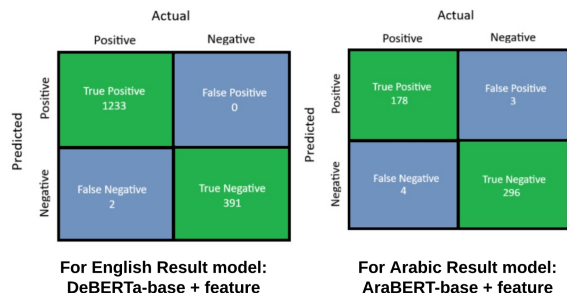 Actual
Positive Negative
Predicted
Positive
True Positive
1233
False Positive
0
Negative
False Negative
2
True Negative
391
For English Result model:
DeBERTa-base + feature
Actual
Positive Negative
Predicted
Positive
True Positive
178
False Positive
3
Negative
False Negative
4
True Negative
296
For Arabic Result model:
AraBERT-base + feature